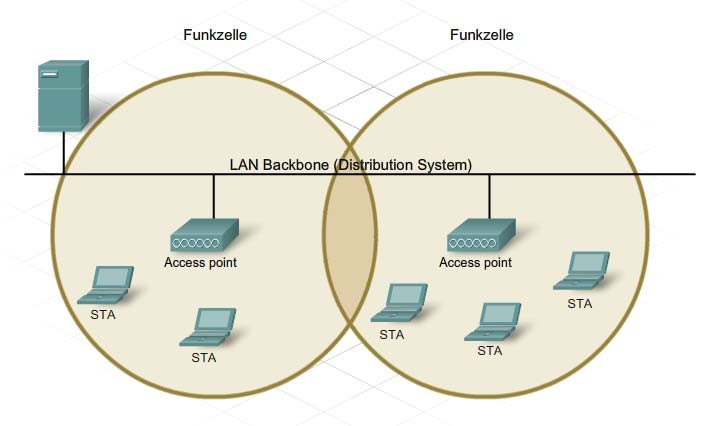 Funkzelle
Funkzelle
LAN Backbone (Distribution System)
Access point
Access point
STA
STA
STA
STA
STA